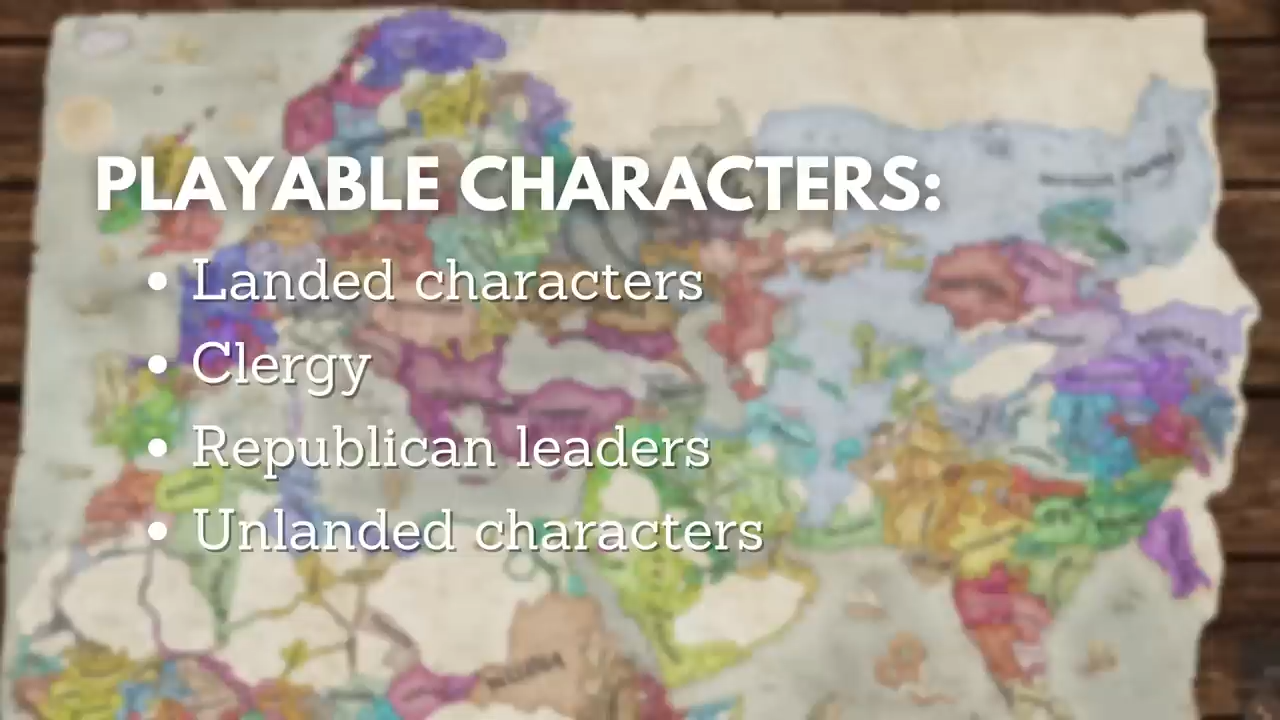 PLAYABLE CHARACTERS:
• Landed characters
• Clergy
• Republican leaders
• Unlanded characters